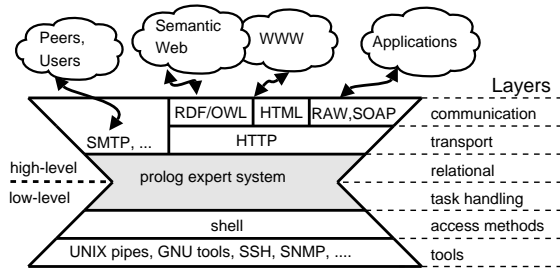 Peers,
Users
Semantic
Web
WWW
Applications
Layers
RDF/OWL
HTML
RAW,SOAP
communication
SMTP, ...
HTTP
transport
high-level
prolog expert system
relational
low-level
task handling
shell
access methods
UNIX pipes, GNU tools, SSH, SNMP, ....
tools